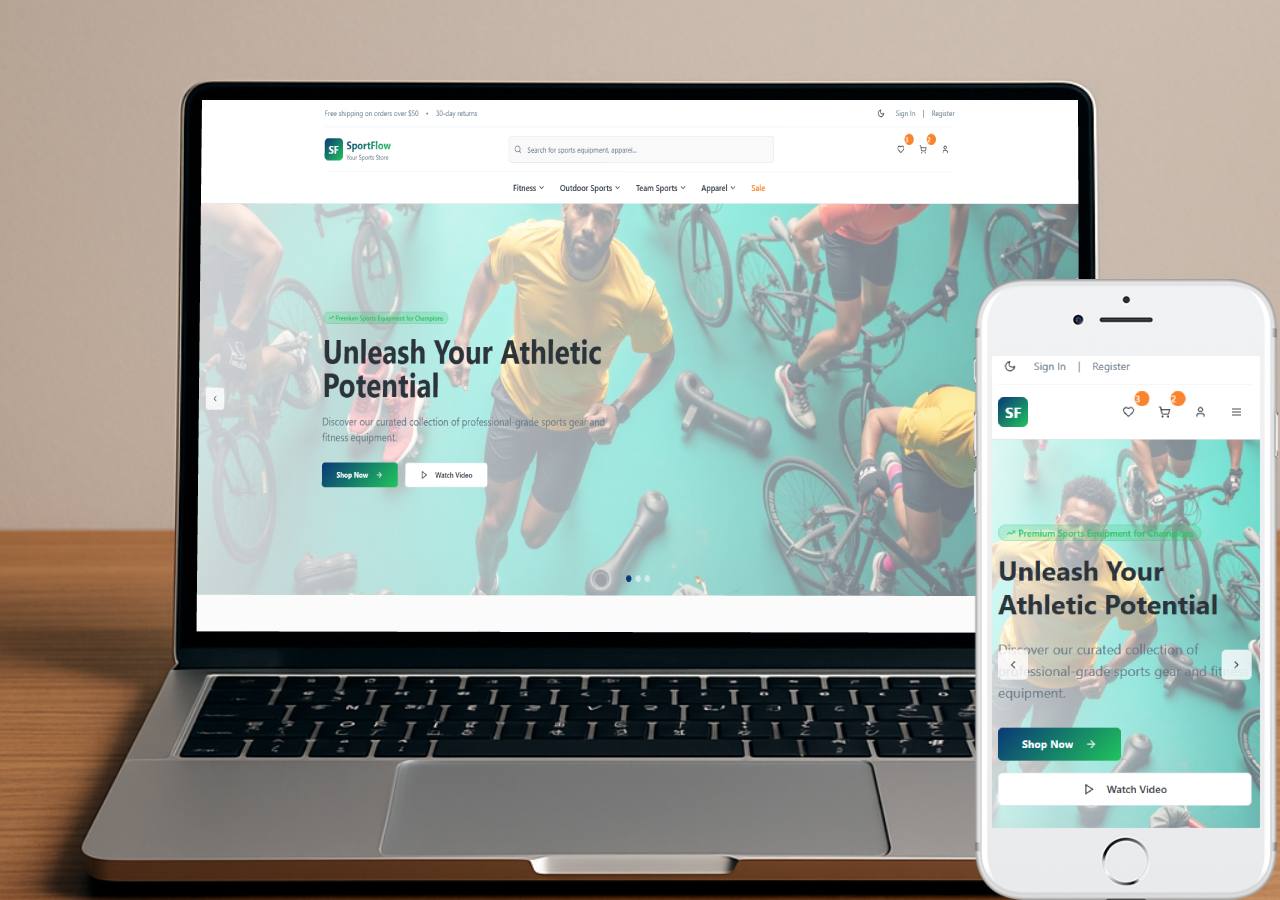 Free shipping on orders over $50 • 30-day returns
Sign In | Register
SF SportFlow
Your Sports Store
Search for sports equipment, apparel...
Fitness Outdoor Sports Team Sports Apparel Sale
Premium Sports Equipment for Champions
Unleash Your Athletic
Potential
Discover our curated collection of professional-grade sports gear and
fitness equipment.
Shop Now Watch Video
Sign In | Register
SF
3 2
Premium Sports Equipment for Champions
Unleash Your
Athletic Potential
Discover our curated collection of
professional-grade sports gear and
equipment.
Shop Now
Watch Video